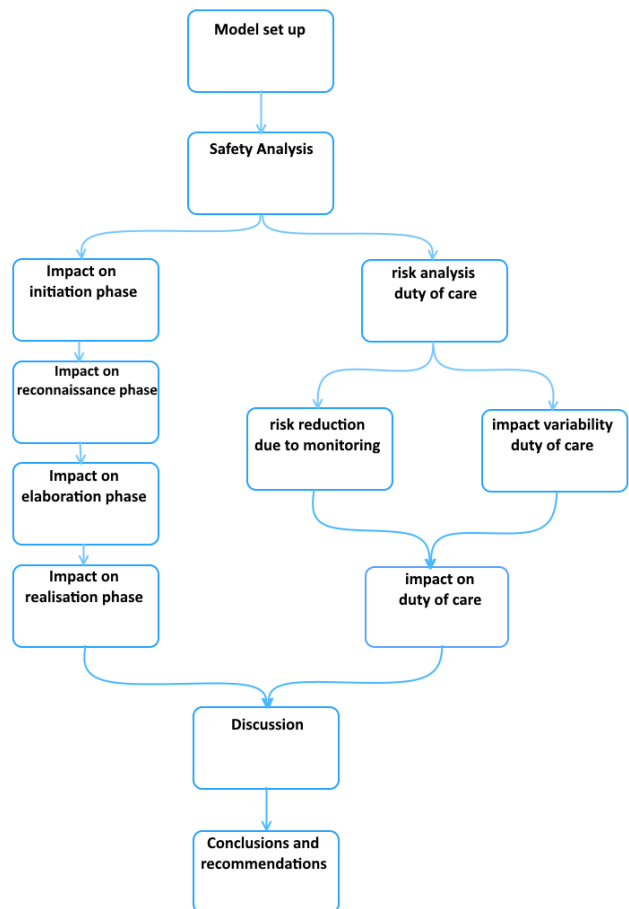 Model set up
Safety Analysis
Impact on
initiation phase
risk analysis
duty of care
Impact on
reconnaissance phase
risk reduction
due to monitoring
impact variability
duty of care
Impact on
elaboration phase
Impact on
realisation phase
impact on
duty of care
Discussion
Conclusions and
recommendations